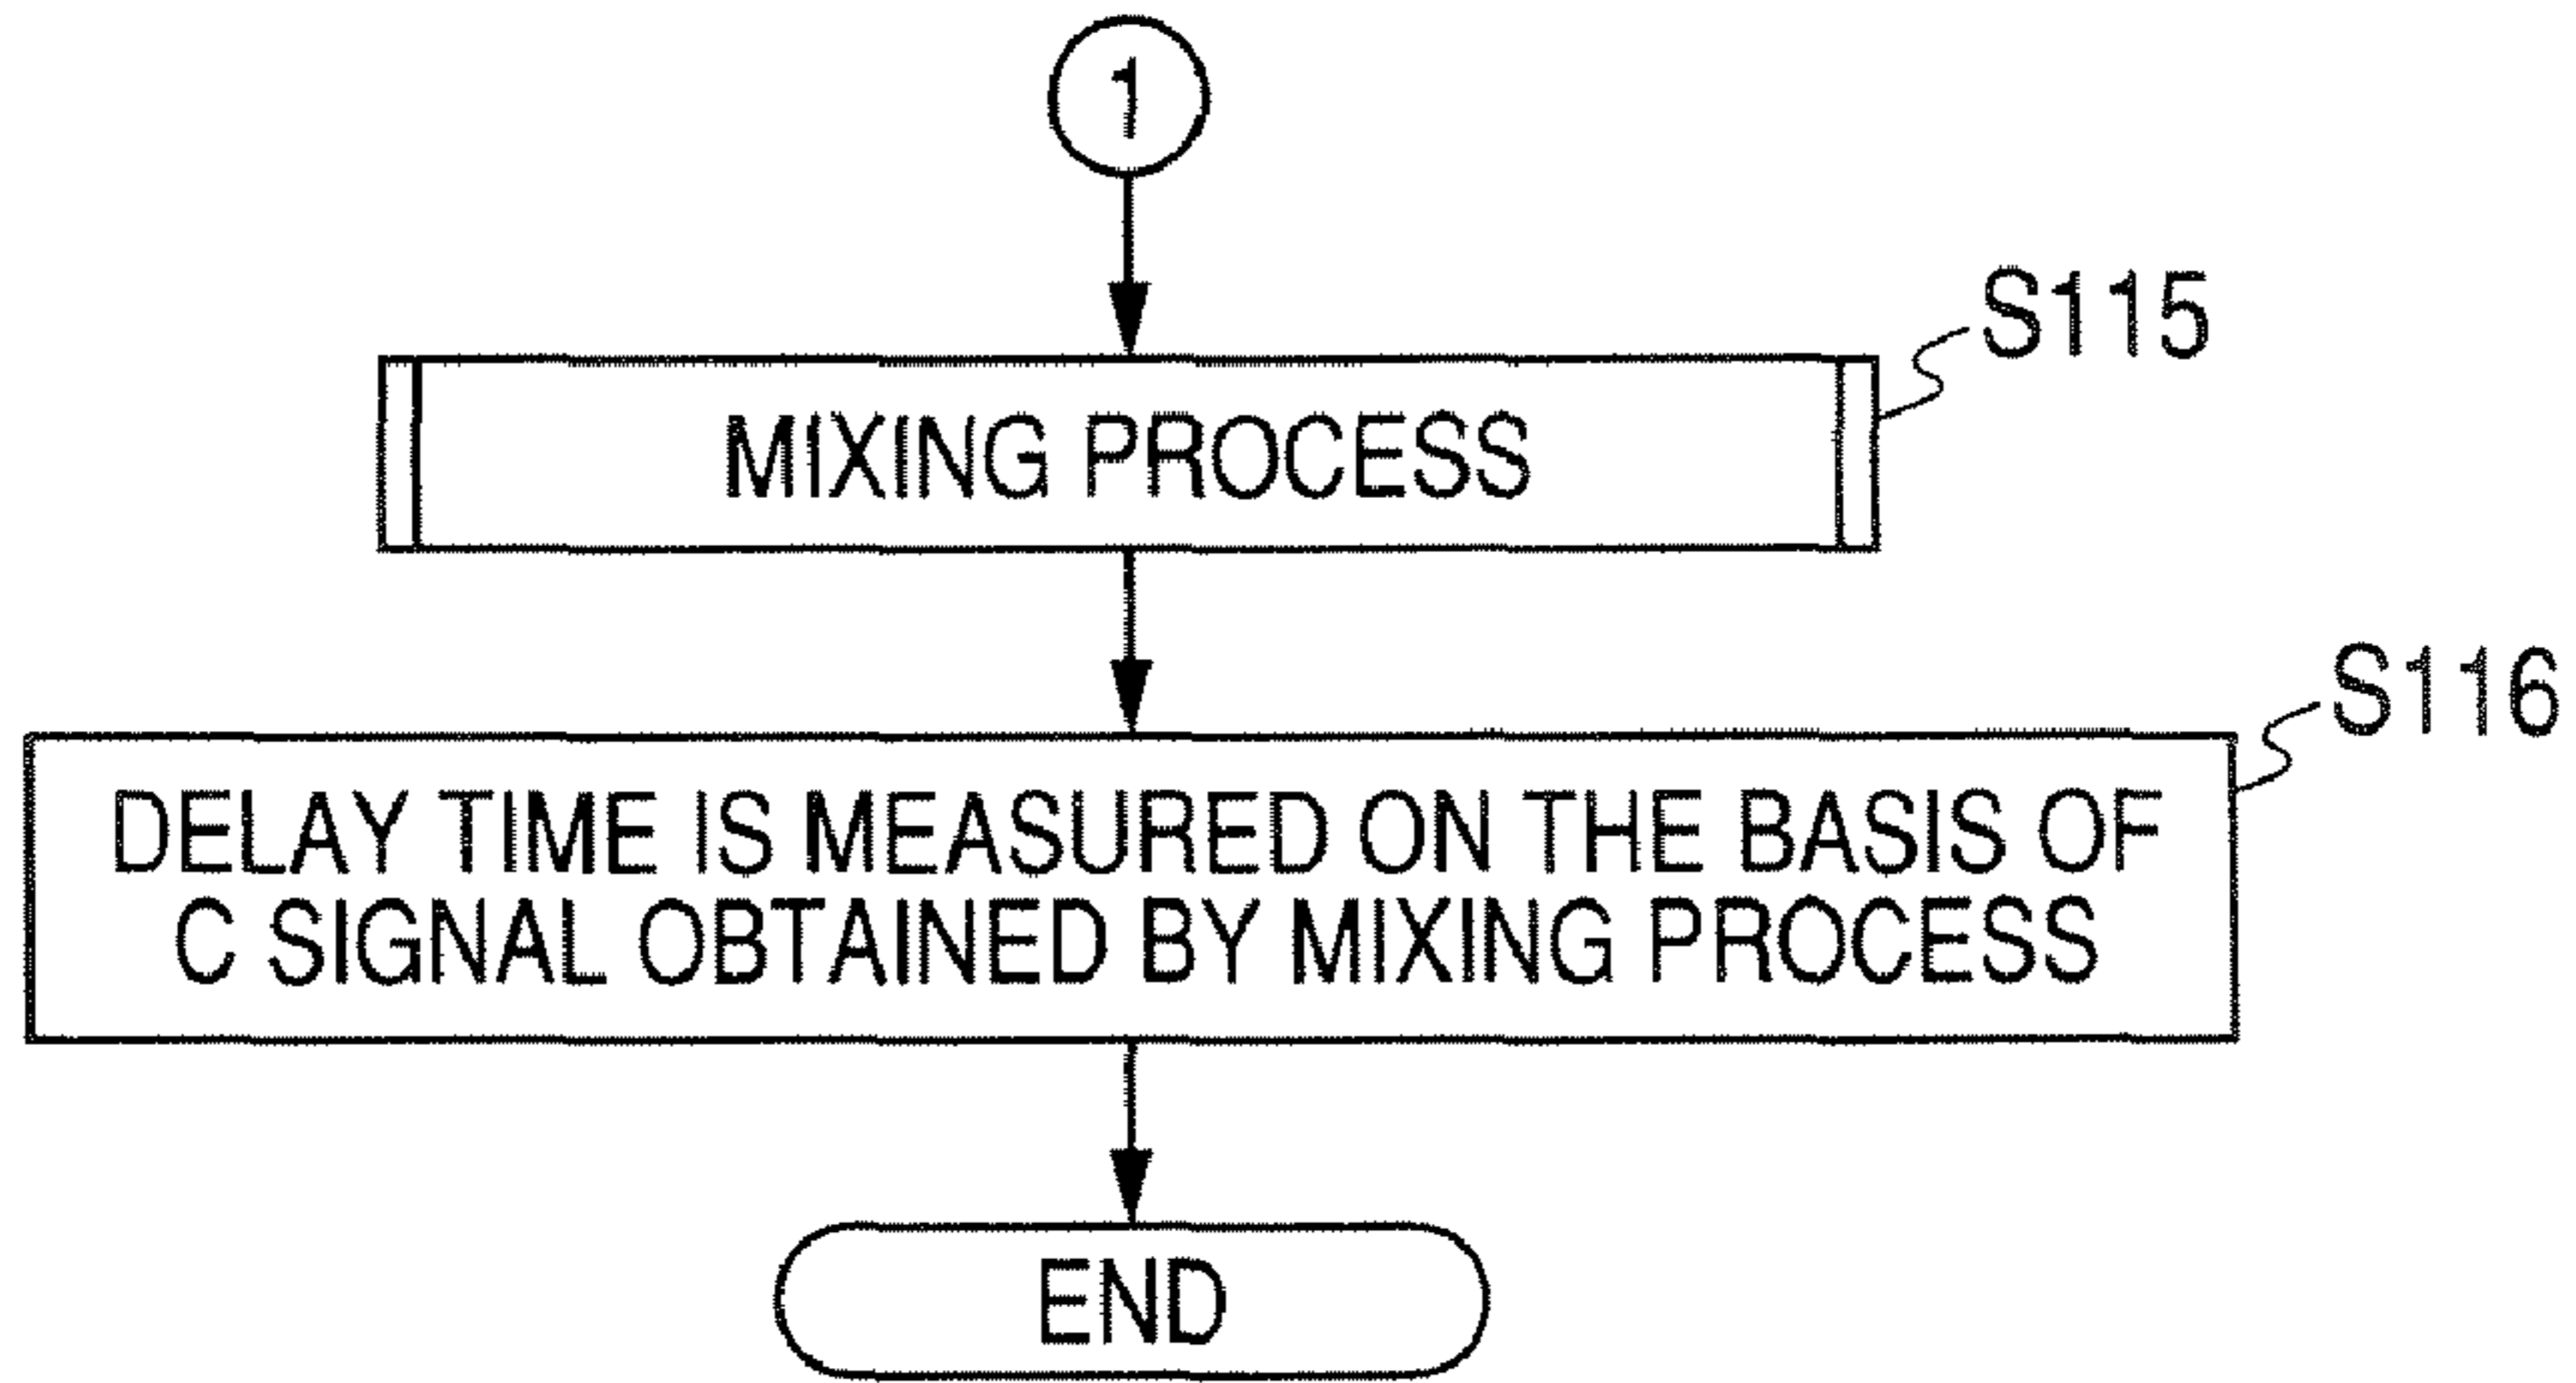 1
S115
MIXING PROCESS
S116
DELAY TIME IS MEASURED ON THE BASIS OF
C SIGNAL OBTAINED BY MIXING PROCESS
END